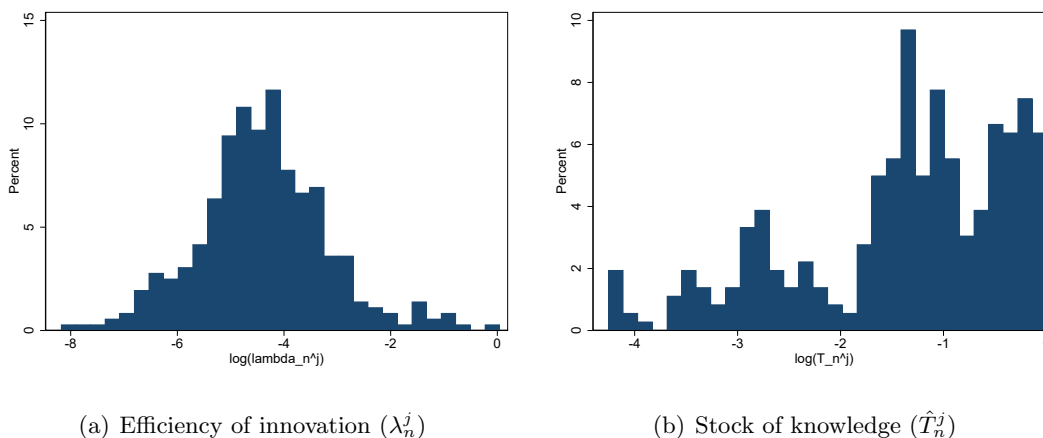 15
10
5
0
Percent
-8 -6 -4 -2 0
log(lambda_n^j)
(a) Efficiency of innovation (λ_n^j)
10
8
6
4
2
0
Percent
-4 -3 -2 -1
log(T_n^j)
(b) Stock of knowledge (T̂_n^j)